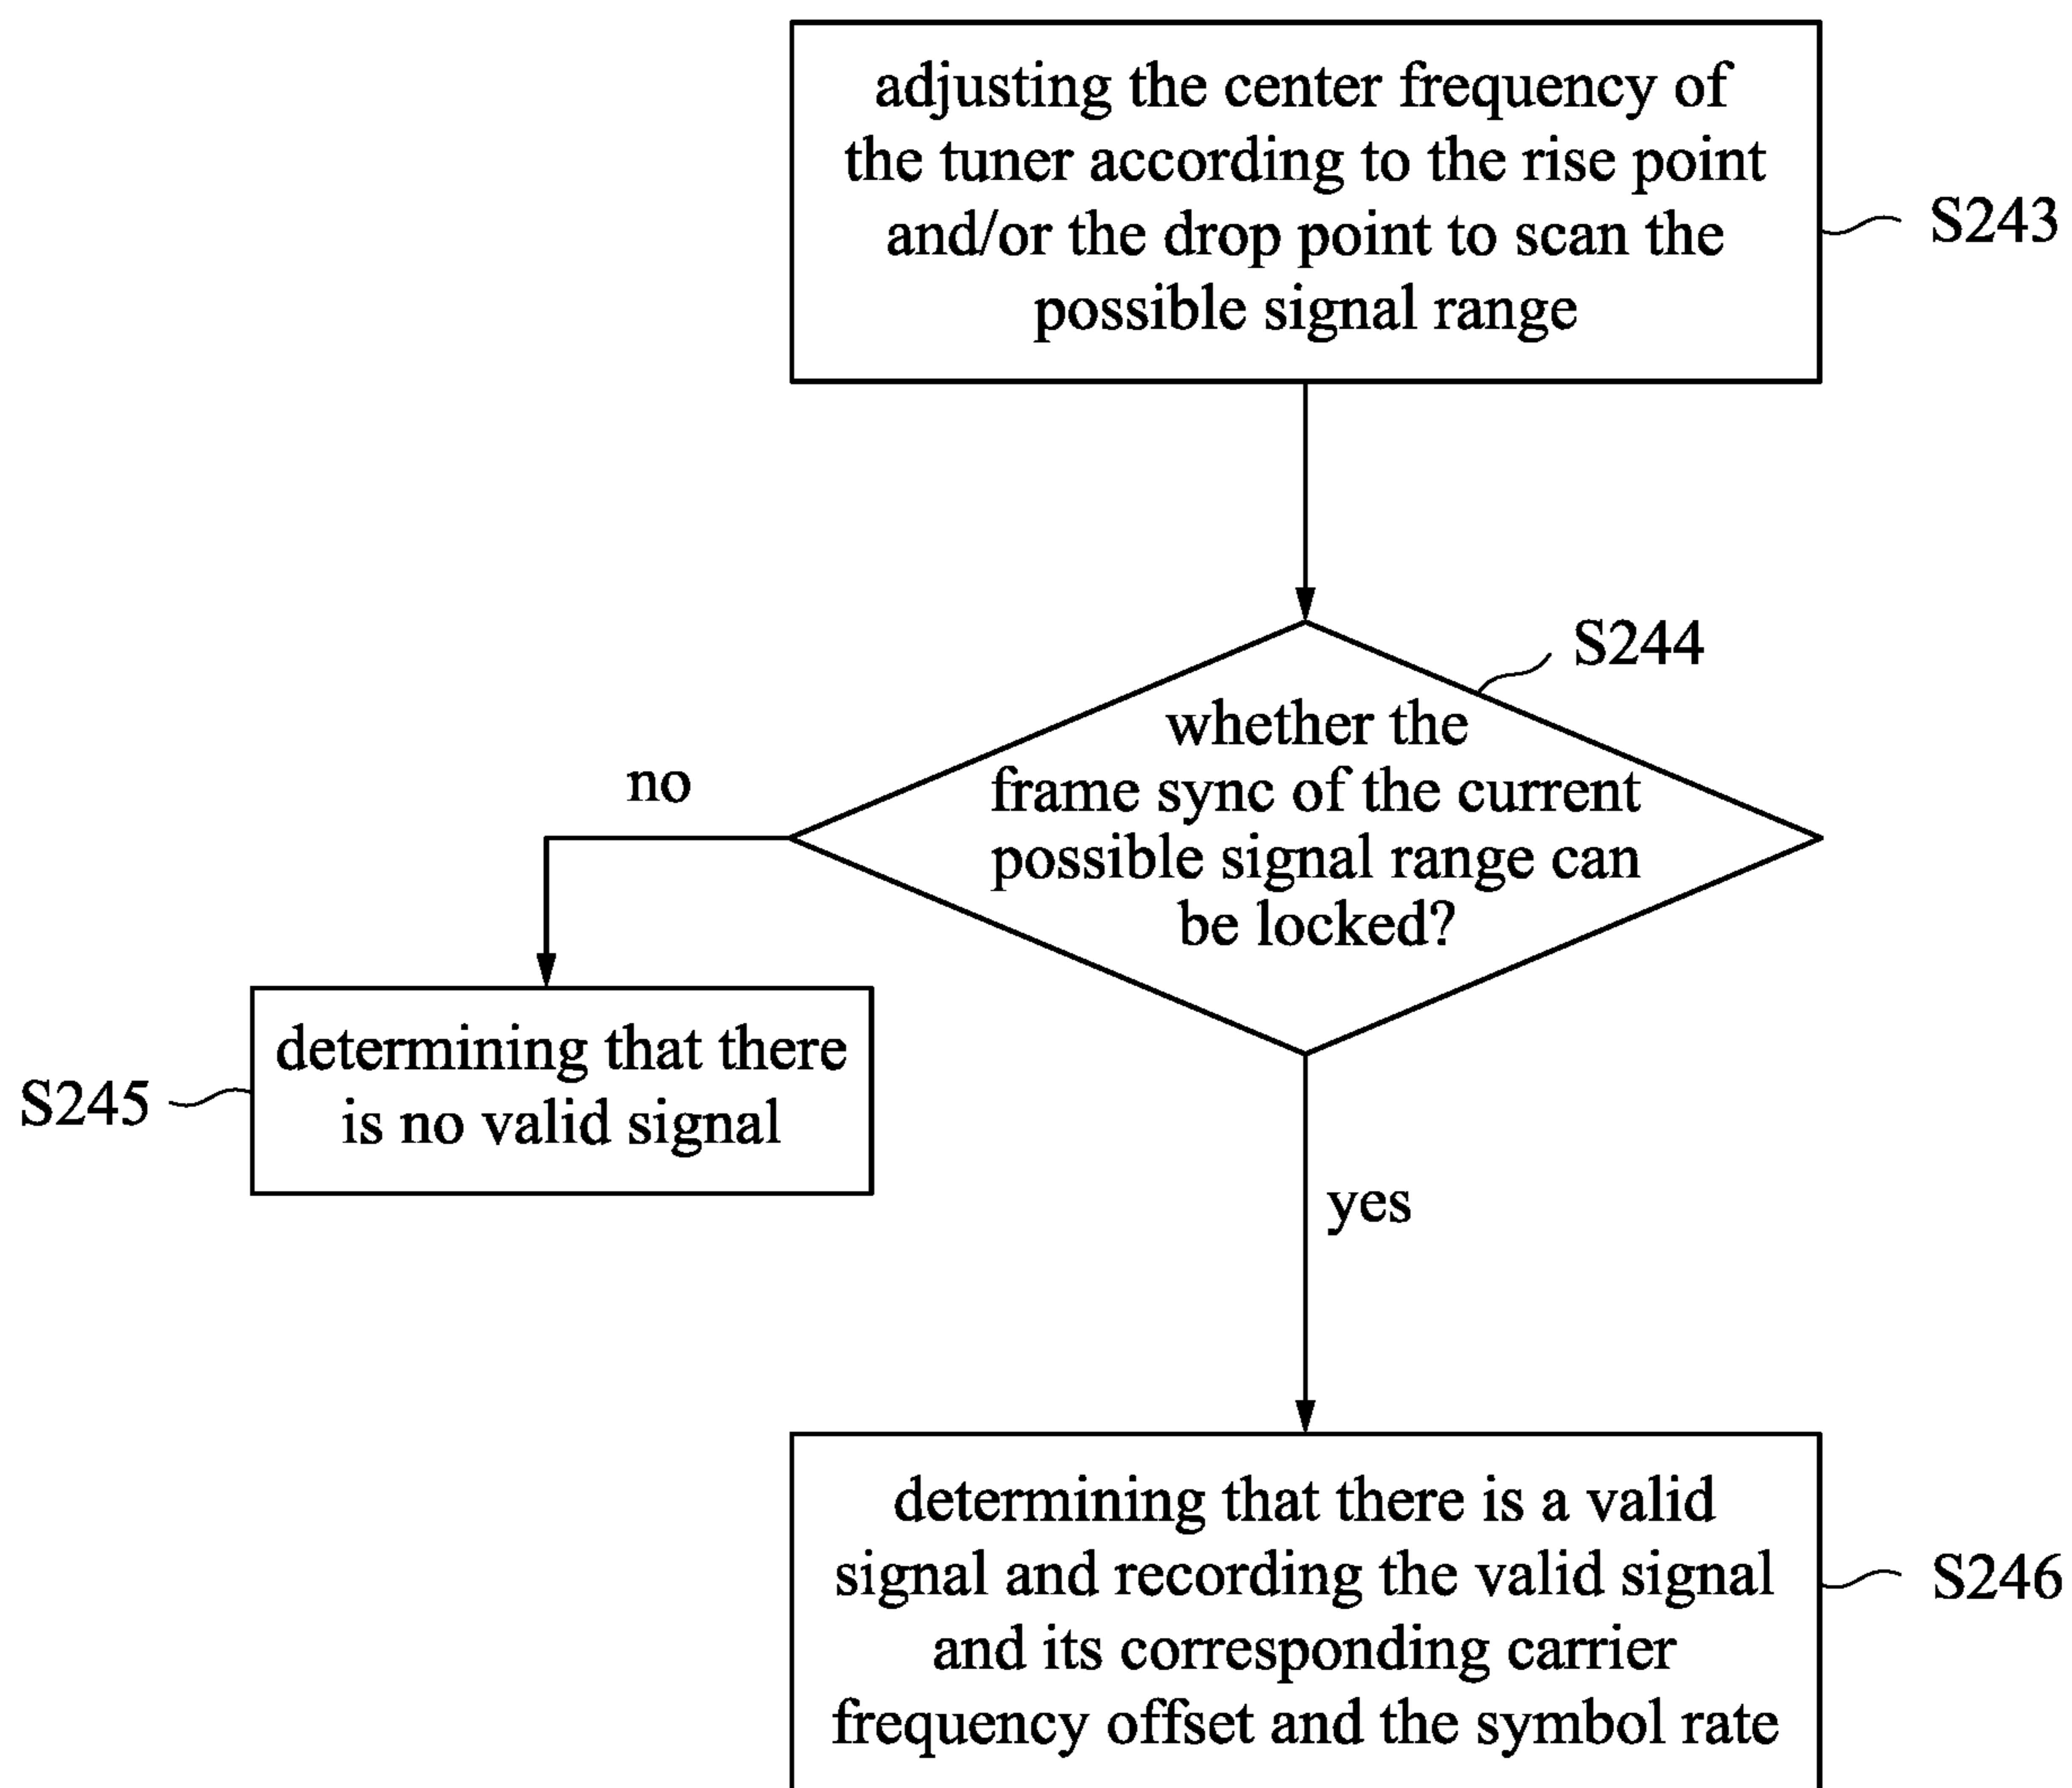 adjusting the center frequency of
the tuner according to the rise point
and/or the drop point to scan the
possible signal range
S243
S244
whether the
frame sync of the current
possible signal range can
be locked?
no
determining that there
is no valid signal
S245
yes
determining that there is a valid
signal and recording the valid signal
and its corresponding carrier
frequency offset and the symbol rate
S246